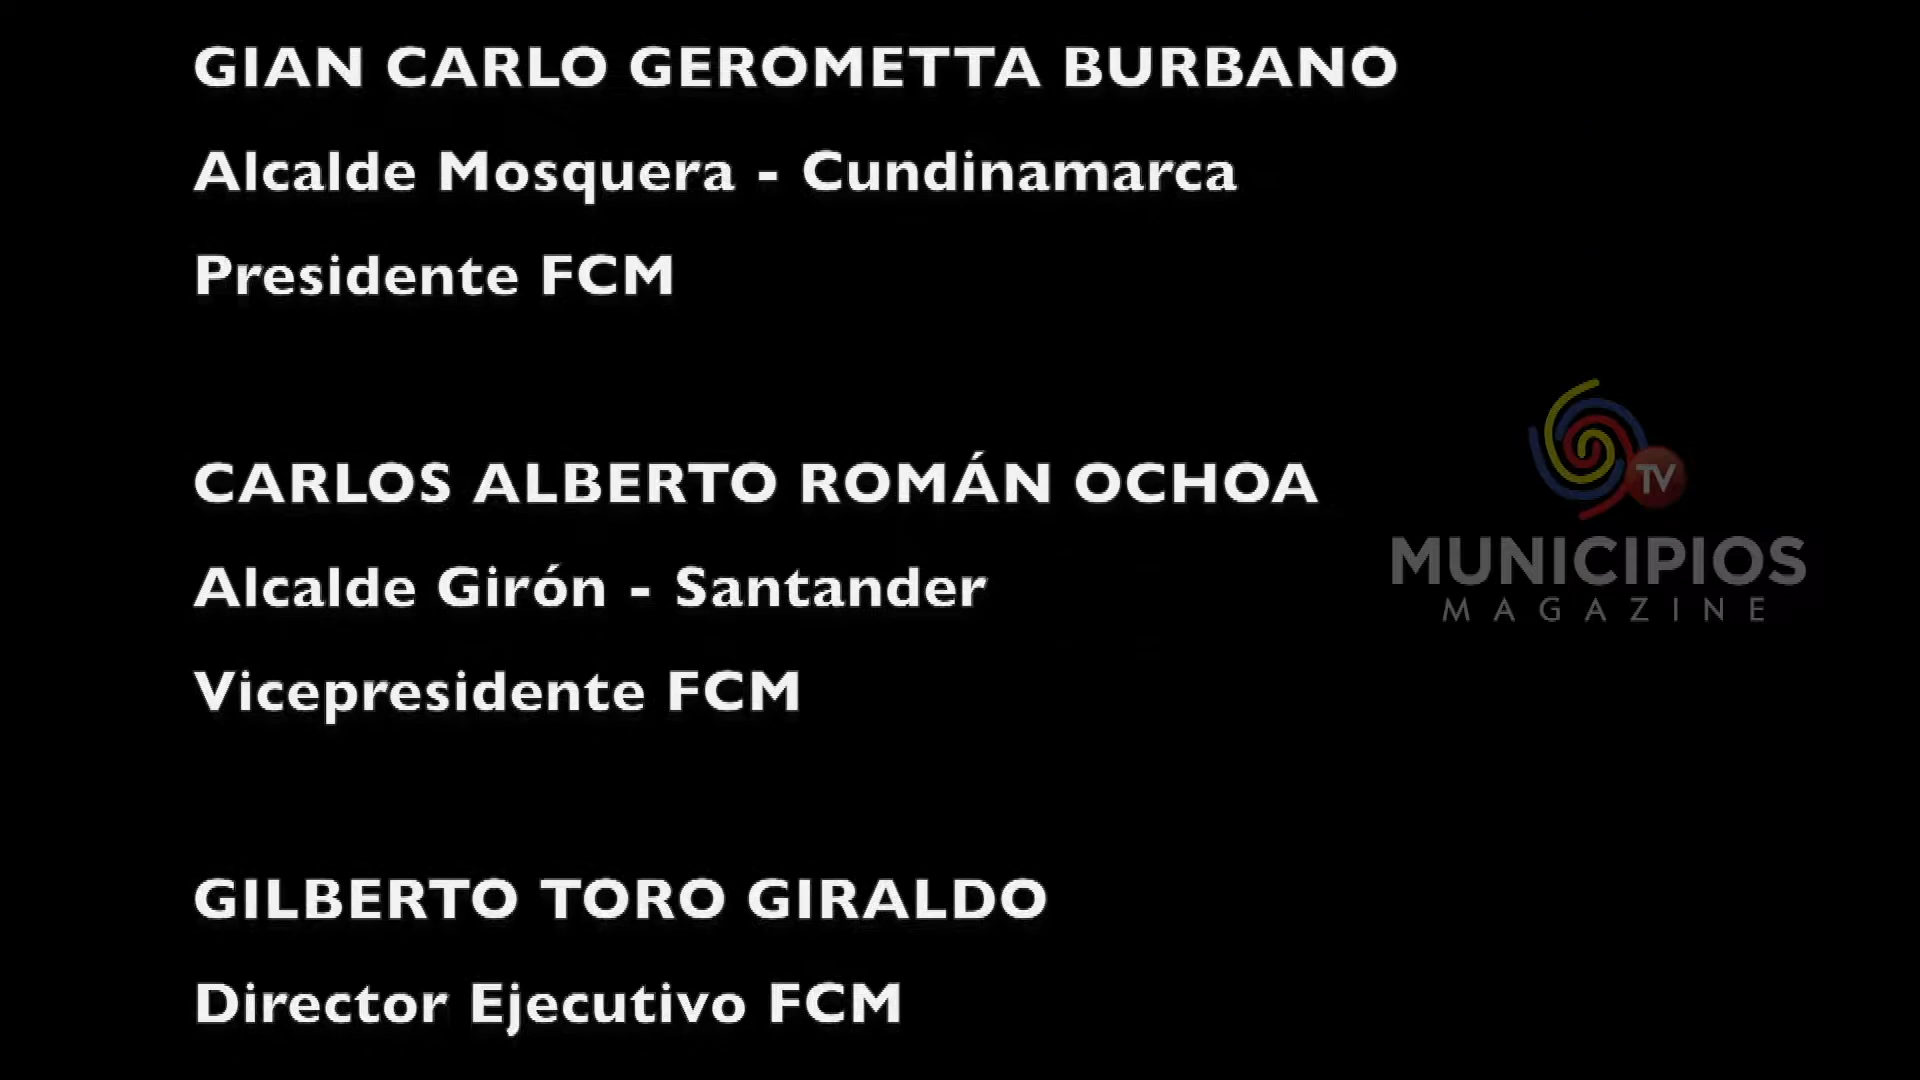 GIAN CARLO GEROMETTA BURBANO
Alcalde Mosquera - Cundinamarca
Presidente FCM
CARLOS ALBERTO ROMÁN OCHOA
Alcalde Girón - Santander
Vicepresidente FCM
TV
MUNICIPIOS
MAGAZINE
GILBERTO TORO GIRALDO
Director Ejecutivo FCM